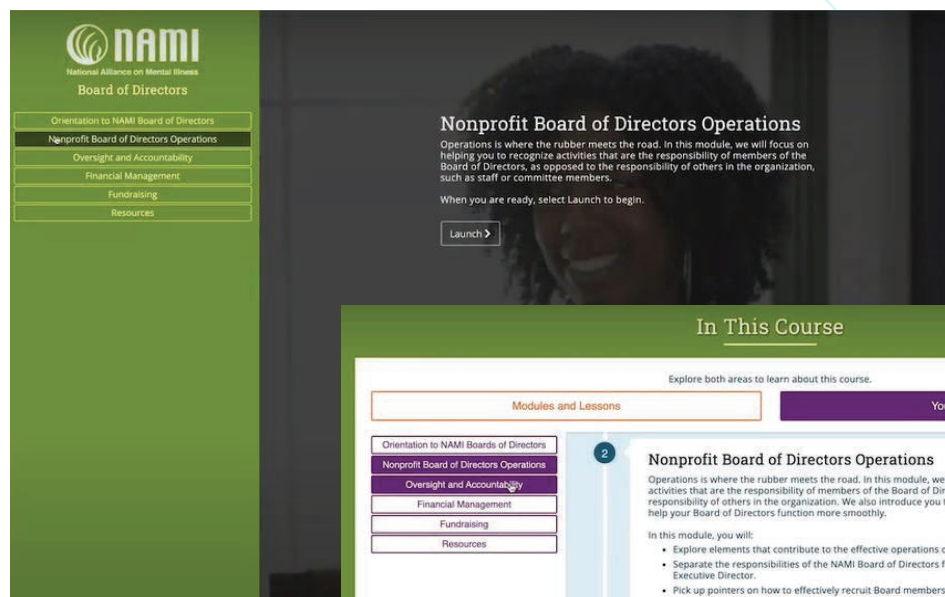 NAMI
National Alliance on Mental Illness
Board of Directors
Orientation to NAMI Board of Directors
Nonprofit Board of Directors Operations
Oversight and Accountability
Financial Management
Fundraising
Resources
Nonprofit Board of Directors Operations
Operations is where the rubber meets the road. In this module, we will focus on
helping you to recognize activities that are the responsibility of members of the
Board of Directors, as opposed to the responsibility of others in the organization,
such as staff or committee members.
When you are ready, select Launch to begin.
Launch >
In This Course
Explore both areas to learn about this course.
Modules and Lessons
Orientation to NAMI Boards of Directors
Nonprofit Board of Directors Operations
Oversight and Accountability
Financial Management
Fundraising
Resources
2
Nonprofit Board of Directors Operations
Operations is where the rubber meets the road. In this module, we
activities that are the responsibility of members of the Board of
responsibility of others in the organization. We also introduce you
help your Board of Directors function more smoothly.
In this module, you will:
• Explore elements that contribute to the effective operations
• Separate the responsibilities of the NAMI Board of Directors
Executive Director.
• Pick up pointers on how to effectively recruit Board members